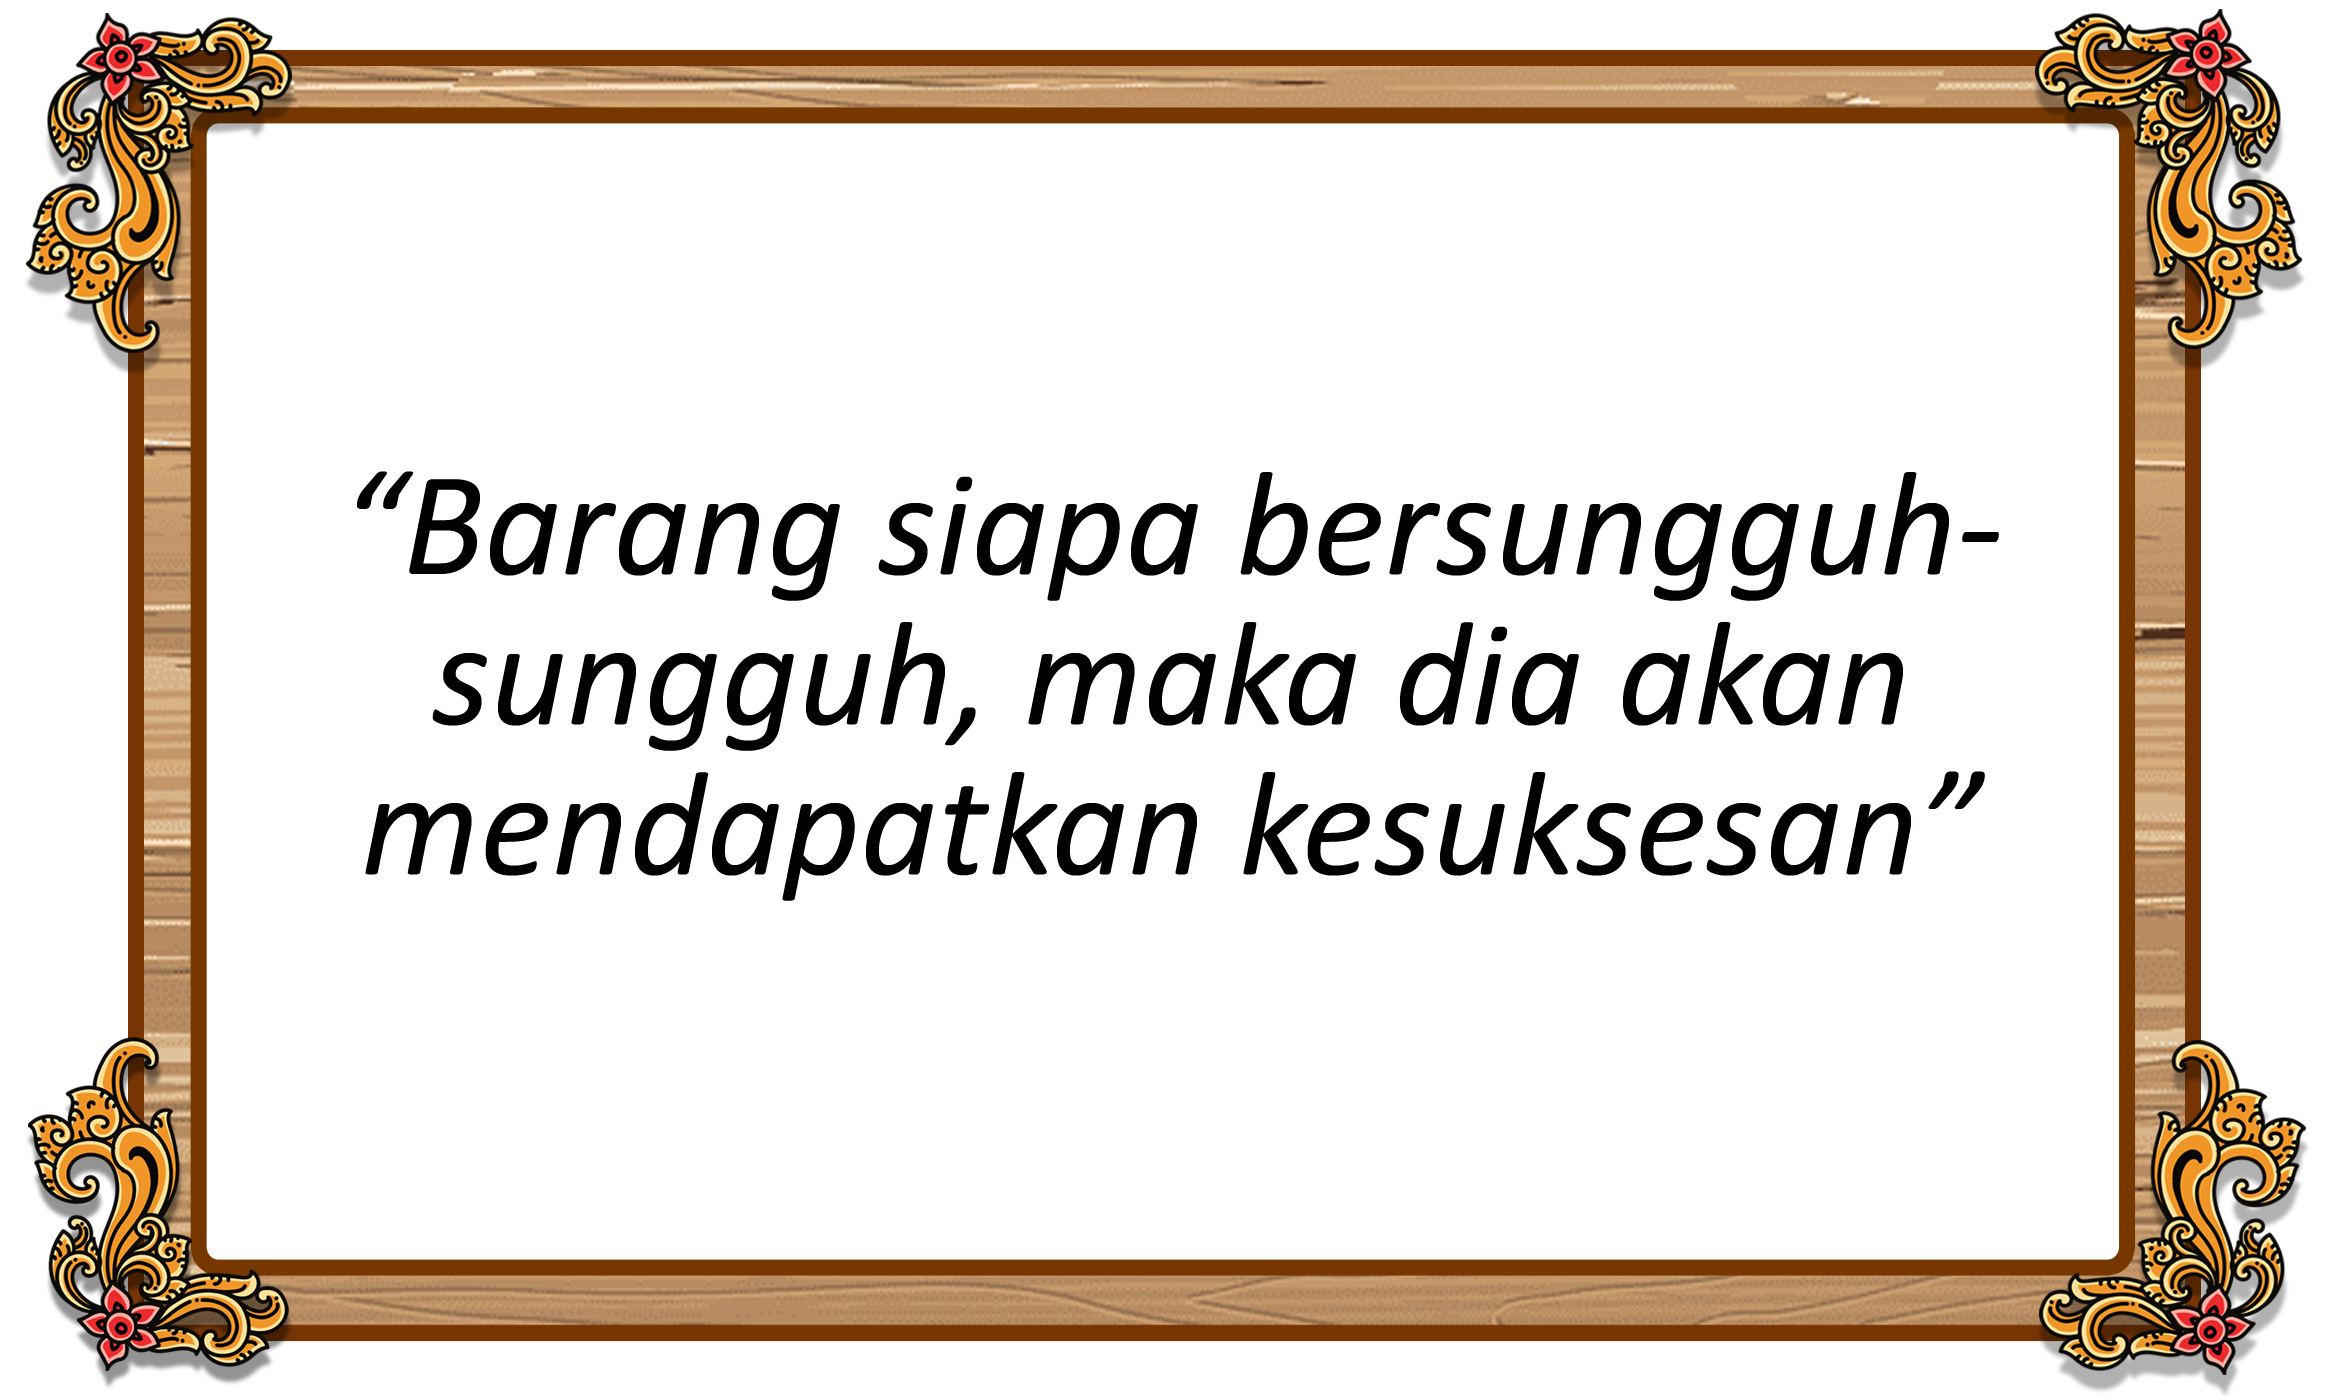 “Barang siapa bersungguh-
sungguh, maka dia akan
mendapatkan kesuksesan”